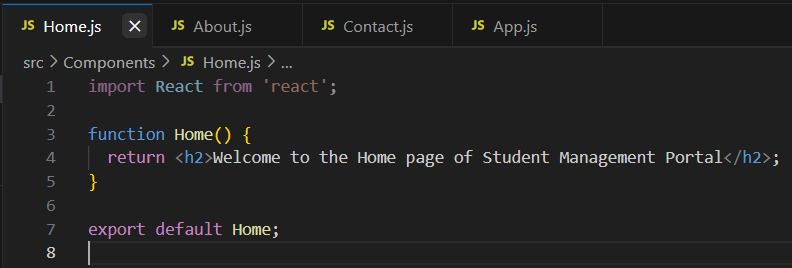 JS Home.js × JS About.js JS Contact.js JS App.js
src > Components > JS Home.js > ...
1 import React from 'react';
2
3 function Home() {
4 return <h2>Welcome to the Home page of Student Management Portal</h2>;
5 }
6
7 export default Home;
8